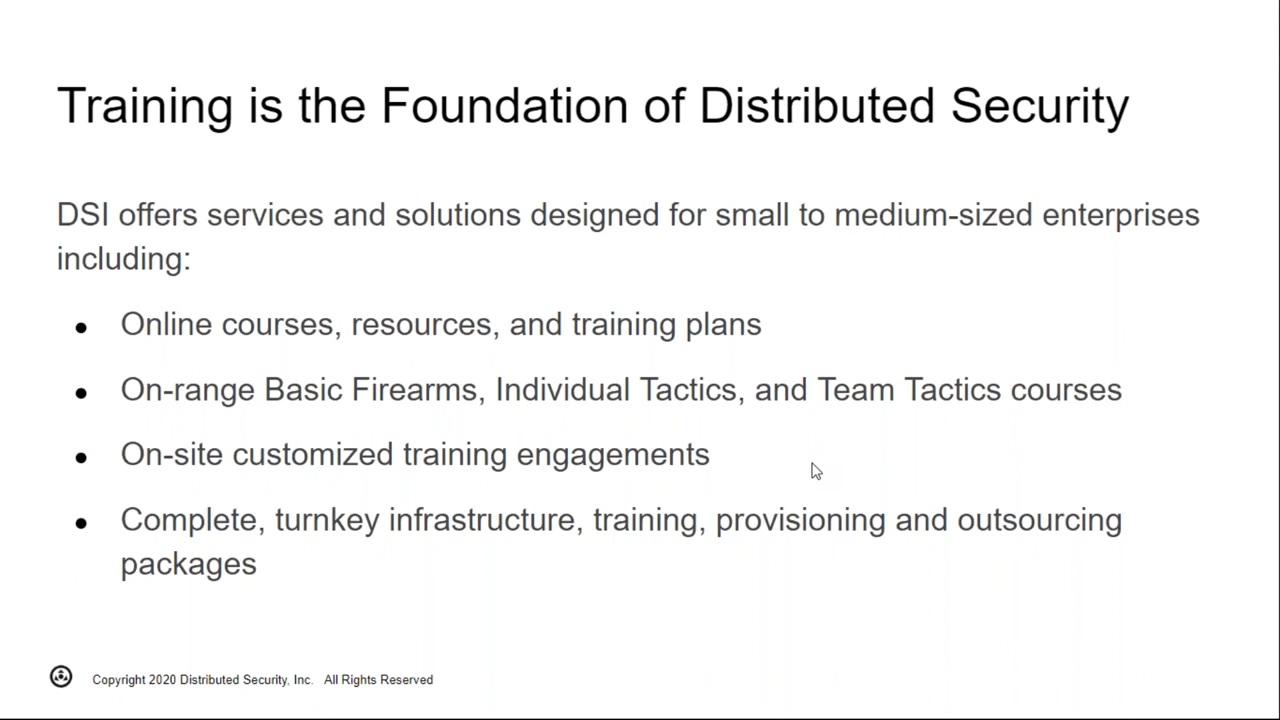 Training is the Foundation of Distributed Security
DSI offers services and solutions designed for small to medium-sized enterprises
including:
● Online courses, resources, and training plans
● On-range Basic Firearms, Individual Tactics, and Team Tactics courses
● On-site customized training engagements
● Complete, turnkey infrastructure, training, provisioning and outsourcing
packages
Copyright 2020 Distributed Security, Inc. All Rights Reserved